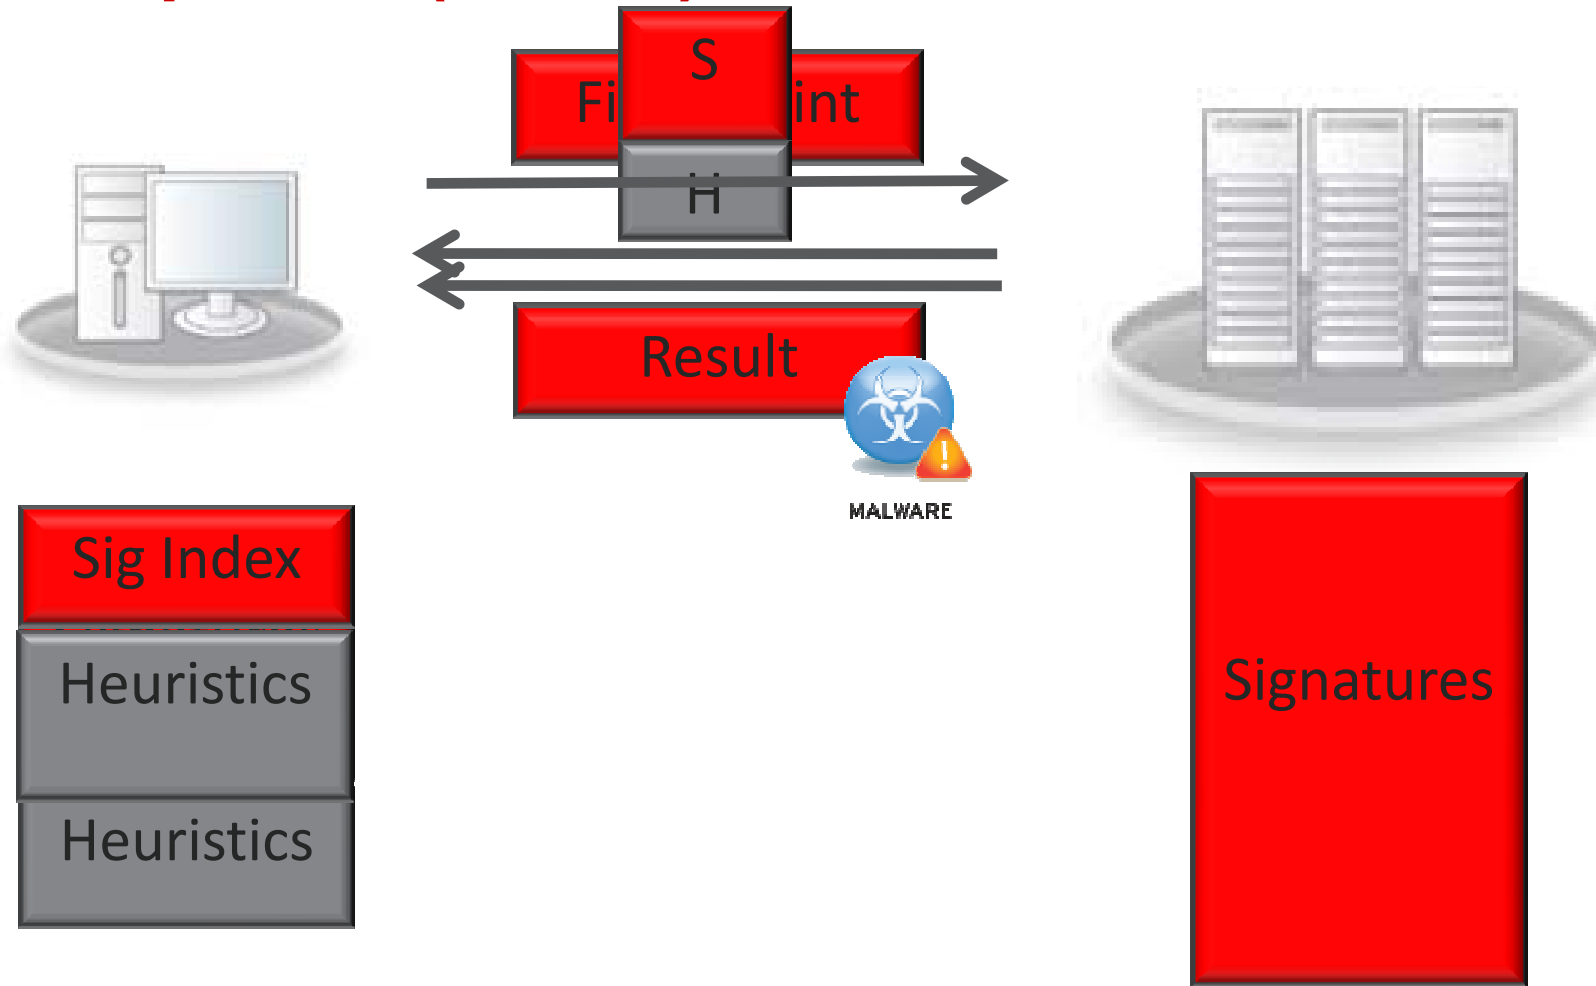 S
Fi int
H
Result
!
MALWARE
Sig Index
Heuristics
Heuristics
Signatures